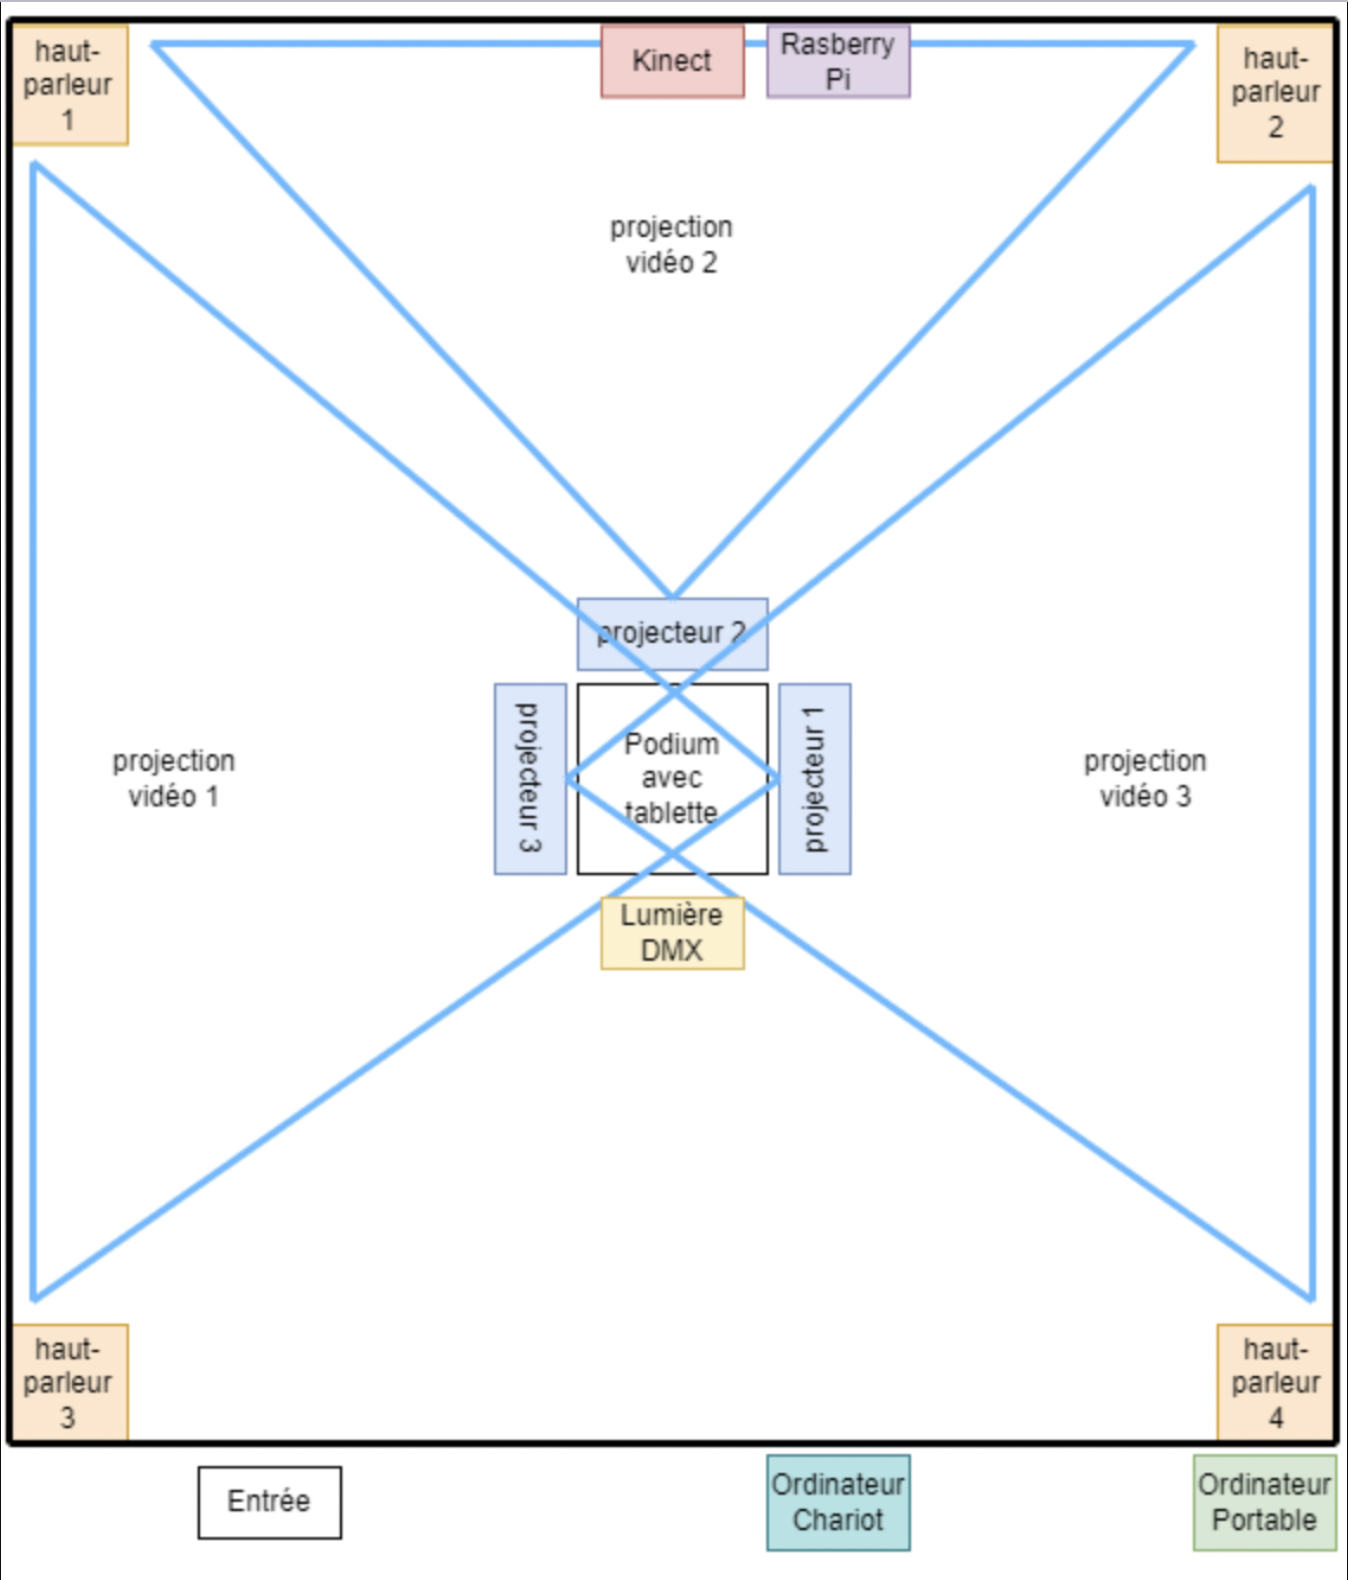 haut-
parleur
1
Kinect
Rasberry
Pi
haut-
parleur
2
projection
vidéo 2
projecteur 2
projection
vidéo 1
projecteur 3
Podium
avec
tablette
projecteur 1
projection
vidéo 3
Lumière
DMX
haut-
parleur
3
haut-
parleur
4
Entrée
Ordinateur
Chariot
Ordinateur
Portable